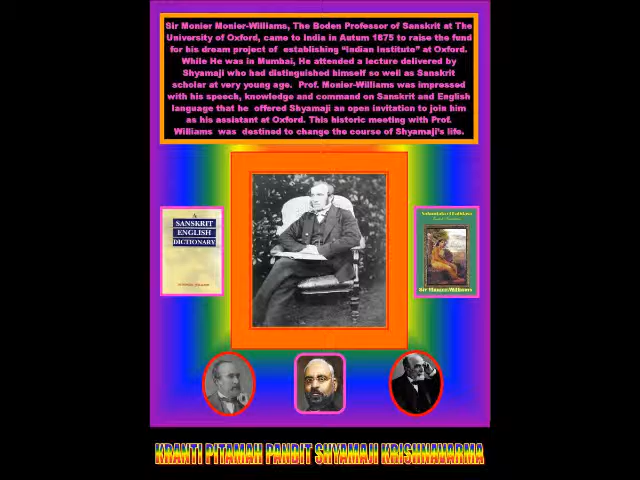 Sir Monier Monier-Williams, The Boden Professor of Sanskrit at The
University of Oxford, came to India in Autum 1875 to raise the fund
for his dream project of establishing “Indian Institute” at Oxford.
While He was in Mumbai, He attended a lecture delivered by
Shyamaji who had distinguished himself so well as Sanskrit
scholar at very young age. Prof. Monier-Williams was impressed
with his speech, knowledge and command on Sanskrit and English
language that he offered Shyamaji an open invitation to join him
as his assistant at Oxford. This historic meeting with Prof.
Williams was destined to change the course of Shyamaji's life.
A
SANSKRIT
ENGLISH
DICTIONARY
Sir Monier-Williams
KRANTI PITAMAH PANDIT SHYAMAJI KRISHNAVARMA